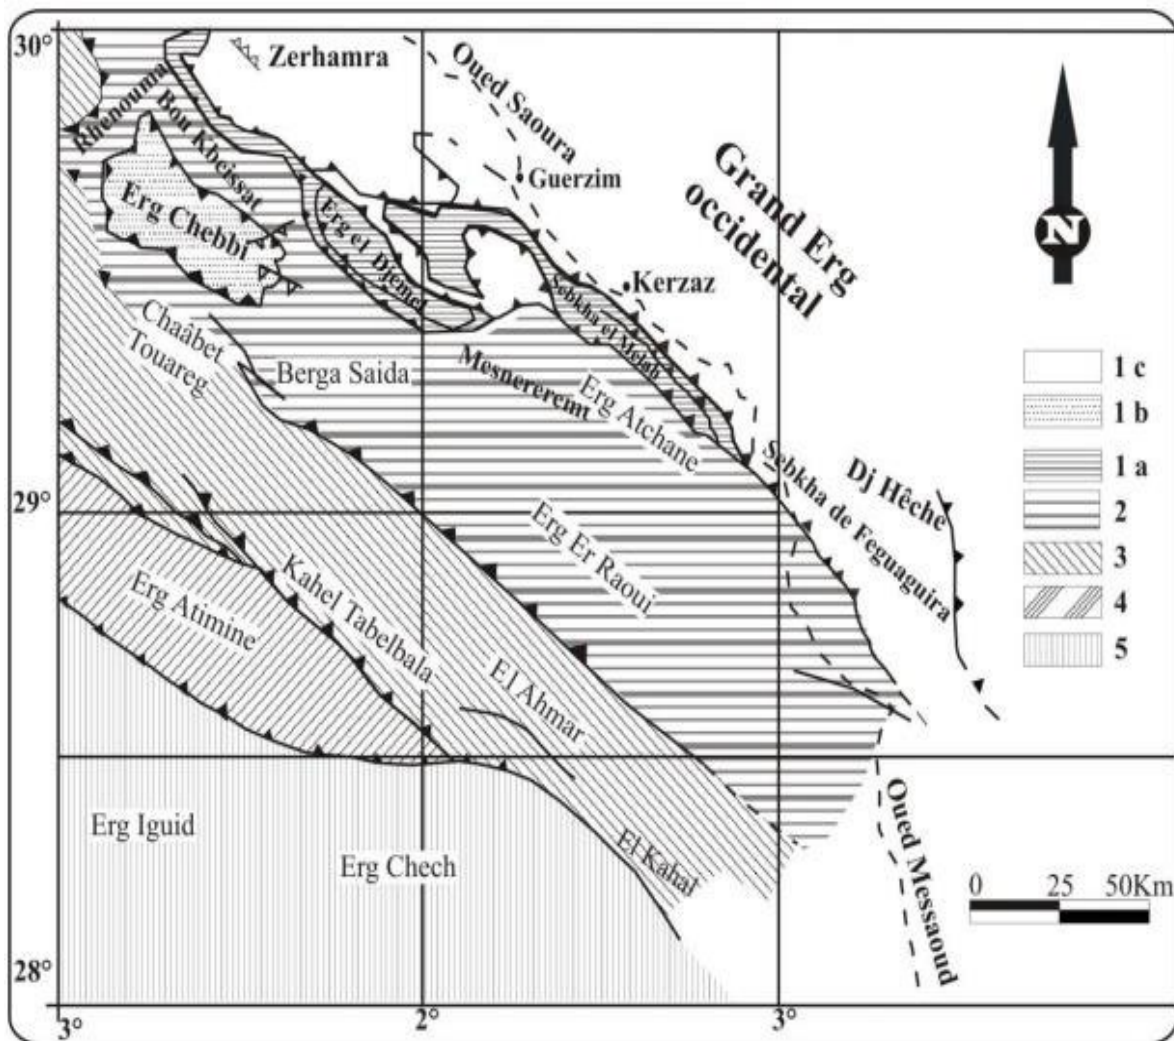 30°
Zerhamra
Oued Saoura
Rhenouma
Bou Kbeissat
Guerzim
Grand Erg
occidental
N
Erg Chebbi
Erg el Djemel
Kerzaz
Sebkha el Melah
Chaâbet
Touareg
Berga Saida
Mesnereremt
Erg Atchane
1 c
1 b
1 a
2
3
4
5
29°
Dj Hêche
Sebkha de Feguaguira
Erg Er Raoui
Kahel Tabelbala
Erg Atimine
El Ahmar
Erg Iguid
Erg Chech
El Kahal
Oued Messaoud
0 25 50Km
28°
3° 2° 3°